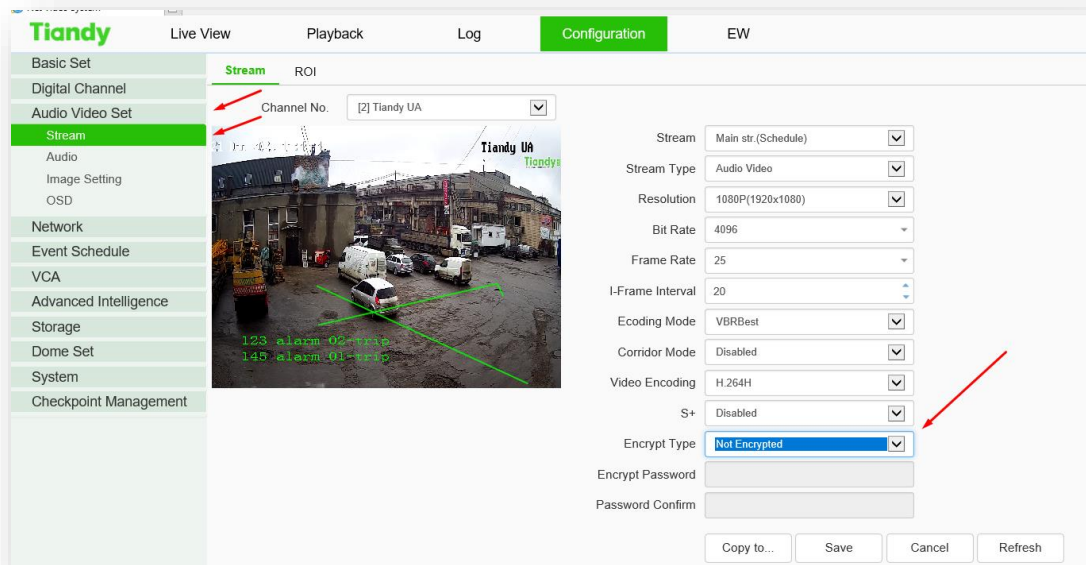 Tiandy Live View Playback Log Configuration EW
Basic Set
Digital Channel
Audio Video Set
Stream
Audio
Image Setting
OSD
Network
Event Schedule
VCA
Advanced Intelligence
Storage
Dome Set
System
Checkpoint Management
Stream ROI
Channel No. [2] Tiandy UA
Tiandy UA
Tiandys
123 alarm 02-trip
145 alarm 01-trip
Stream Main str.(Schedule)
Stream Type Audio Video
Resolution 1080P(1920x1080)
Bit Rate 4096
Frame Rate 25
I-Frame Interval 20
Ecoding Mode VBRBest
Corridor Mode Disabled
Video Encoding H.264H
S+ Disabled
Encrypt Type Not Encrypted
Encrypt Password
Password Confirm
Copy to... Save Cancel Refresh